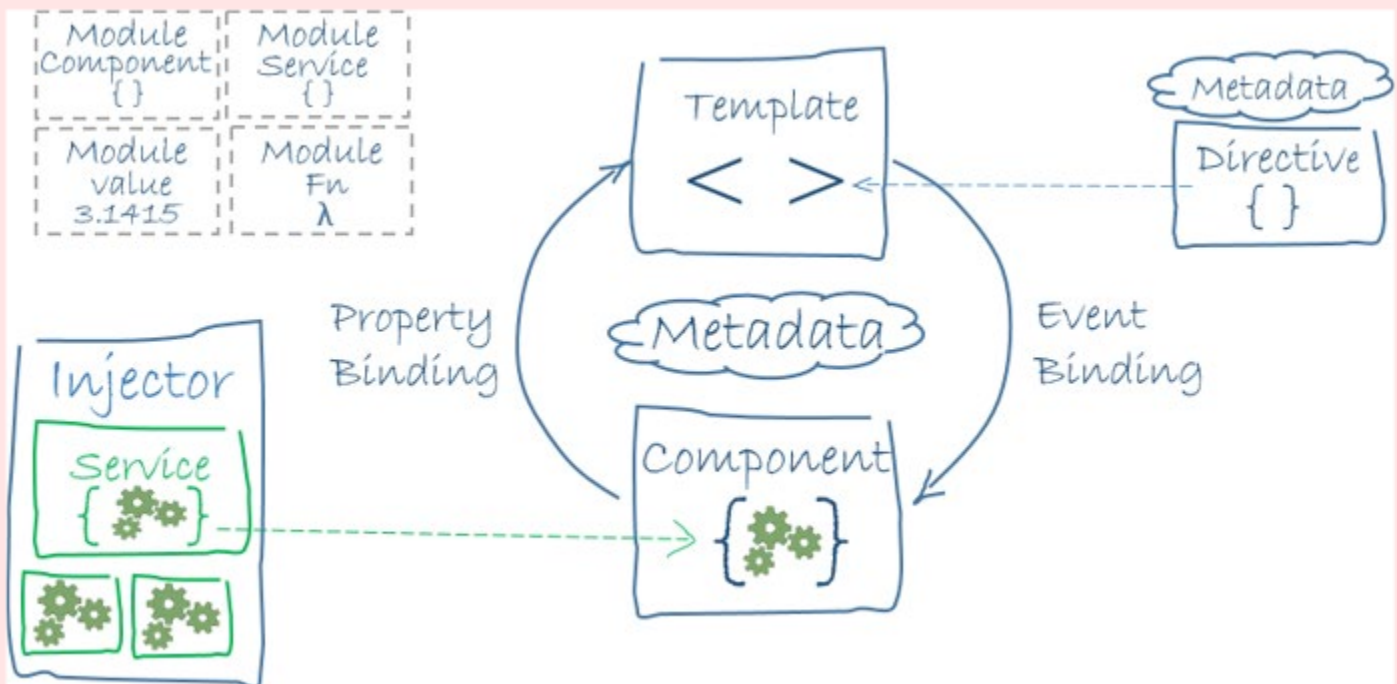 Module
Component
{ }
Module
Service
{ }
Module
value
3.1415
Module
Fn
λ
Template
< >
Metadata
Directive
{ }
Property
Binding
Metadata
Event
Binding
Injector
Service
{ }
Component
{ }